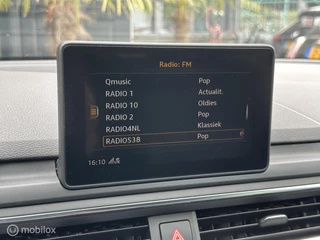 Radio: FM
Qmusic Pop
RADIO 1 Actualit.
RADIO 10 Oldies
RADIO 2 Pop
RADIO4NL Klassiek
RADIO538 Pop
16:10
mobilox